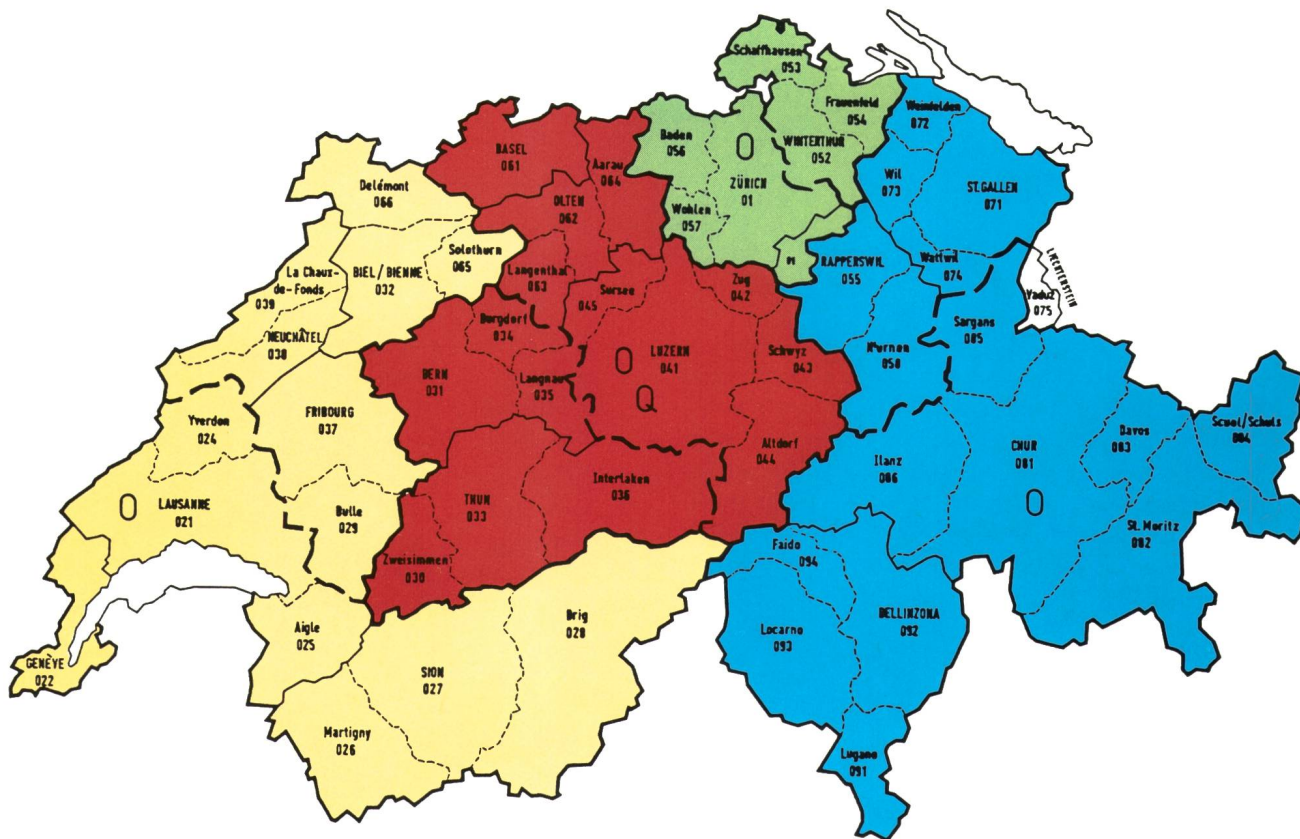 Schaffhausen
053
Frauenfeld
054
Weinfelden
072
BASEL
061
Aarau
064
Baden
056
WINTERTHUR
052
Wil
073
ST.GALLEN
071
Delémont
066
OLTEN
062
Wohlen
057
ZÜRICH
01
Solothurn
065
BIEL / BIENNE
032
La Chaux-
de-Fonds
039
Langenthal
063
Sursee
045
Zug
042
RAPPERSWIL
055
Wattwil
074
LIECHTENSTEIN
Vaduz
075
NEUCHÂTEL
038
Burgdorf
034
Sargans
085
BERN
031
Langnau
035
LUZERN
041
Schwyz
043
058
Yverdon
024
FRIBOURG
037
Altdorf
044
Ilanz
086
CHUR
081
Davos
083
Scuol/Schuls
084
LAUSANNE
021
Bulle
029
THUN
033
Interlaken
036
St. Moritz
082
Zweisimmen
030
Faido
094
Aigle
025
Brig
028
Locarno
093
BELLINZONA
092
GENÈVE
022
SION
027
Martigny
026
Lugano
091
O
O
O
O
Q